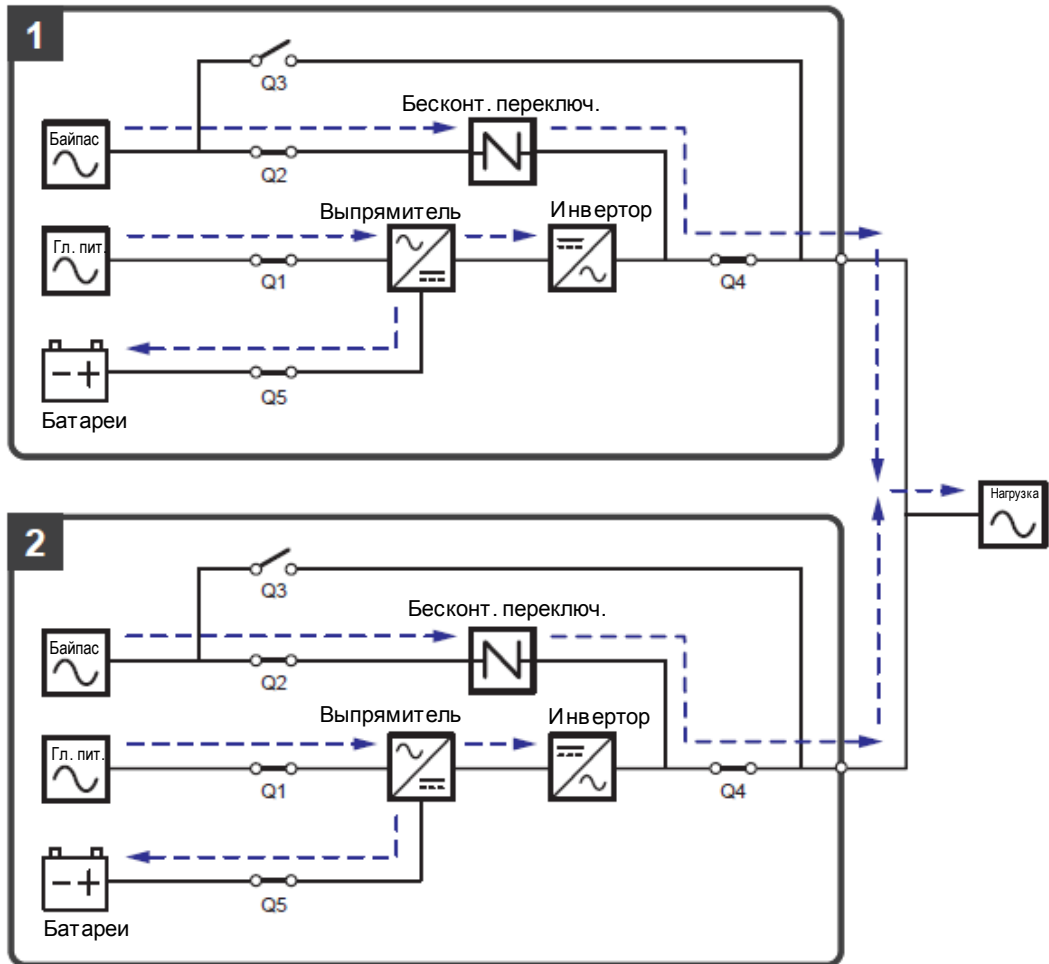 1
Q3
Бесконт. переключ.
Байпас
Q2
Выпрямитель
Инвертор
Гл. пит.
Q1
Q4
Q5
Батареи
Нагрузка
2
Q3
Бесконт. переключ.
Байпас
Q2
Выпрямитель
Инвертор
Гл. пит.
Q1
Q4
Q5
Батареи